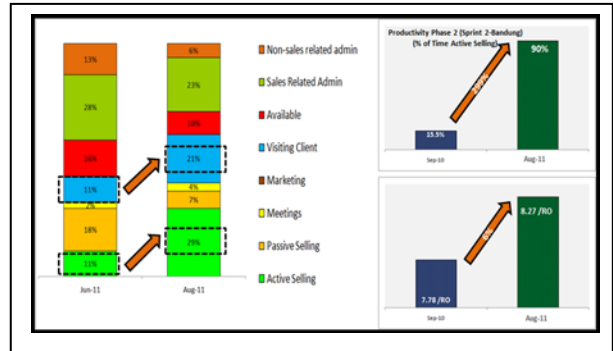 13%
28%
16%
11%
2%
18%
11%
Jun-11
6%
23%
10%
21%
4%
7%
29%
Aug-11
Non-sales related admin
Sales Related Admin
Available
Visiting Client
Marketing
Meetings
Passive Selling
Active Selling
Productivity Phase 2 (Sprint 2-Bandung)
(% of Time Active Selling)
15.5%
90%
Sep-10
Aug-11
7.78 /RO
6%
8.27 /RO
Sep-10
Aug-11